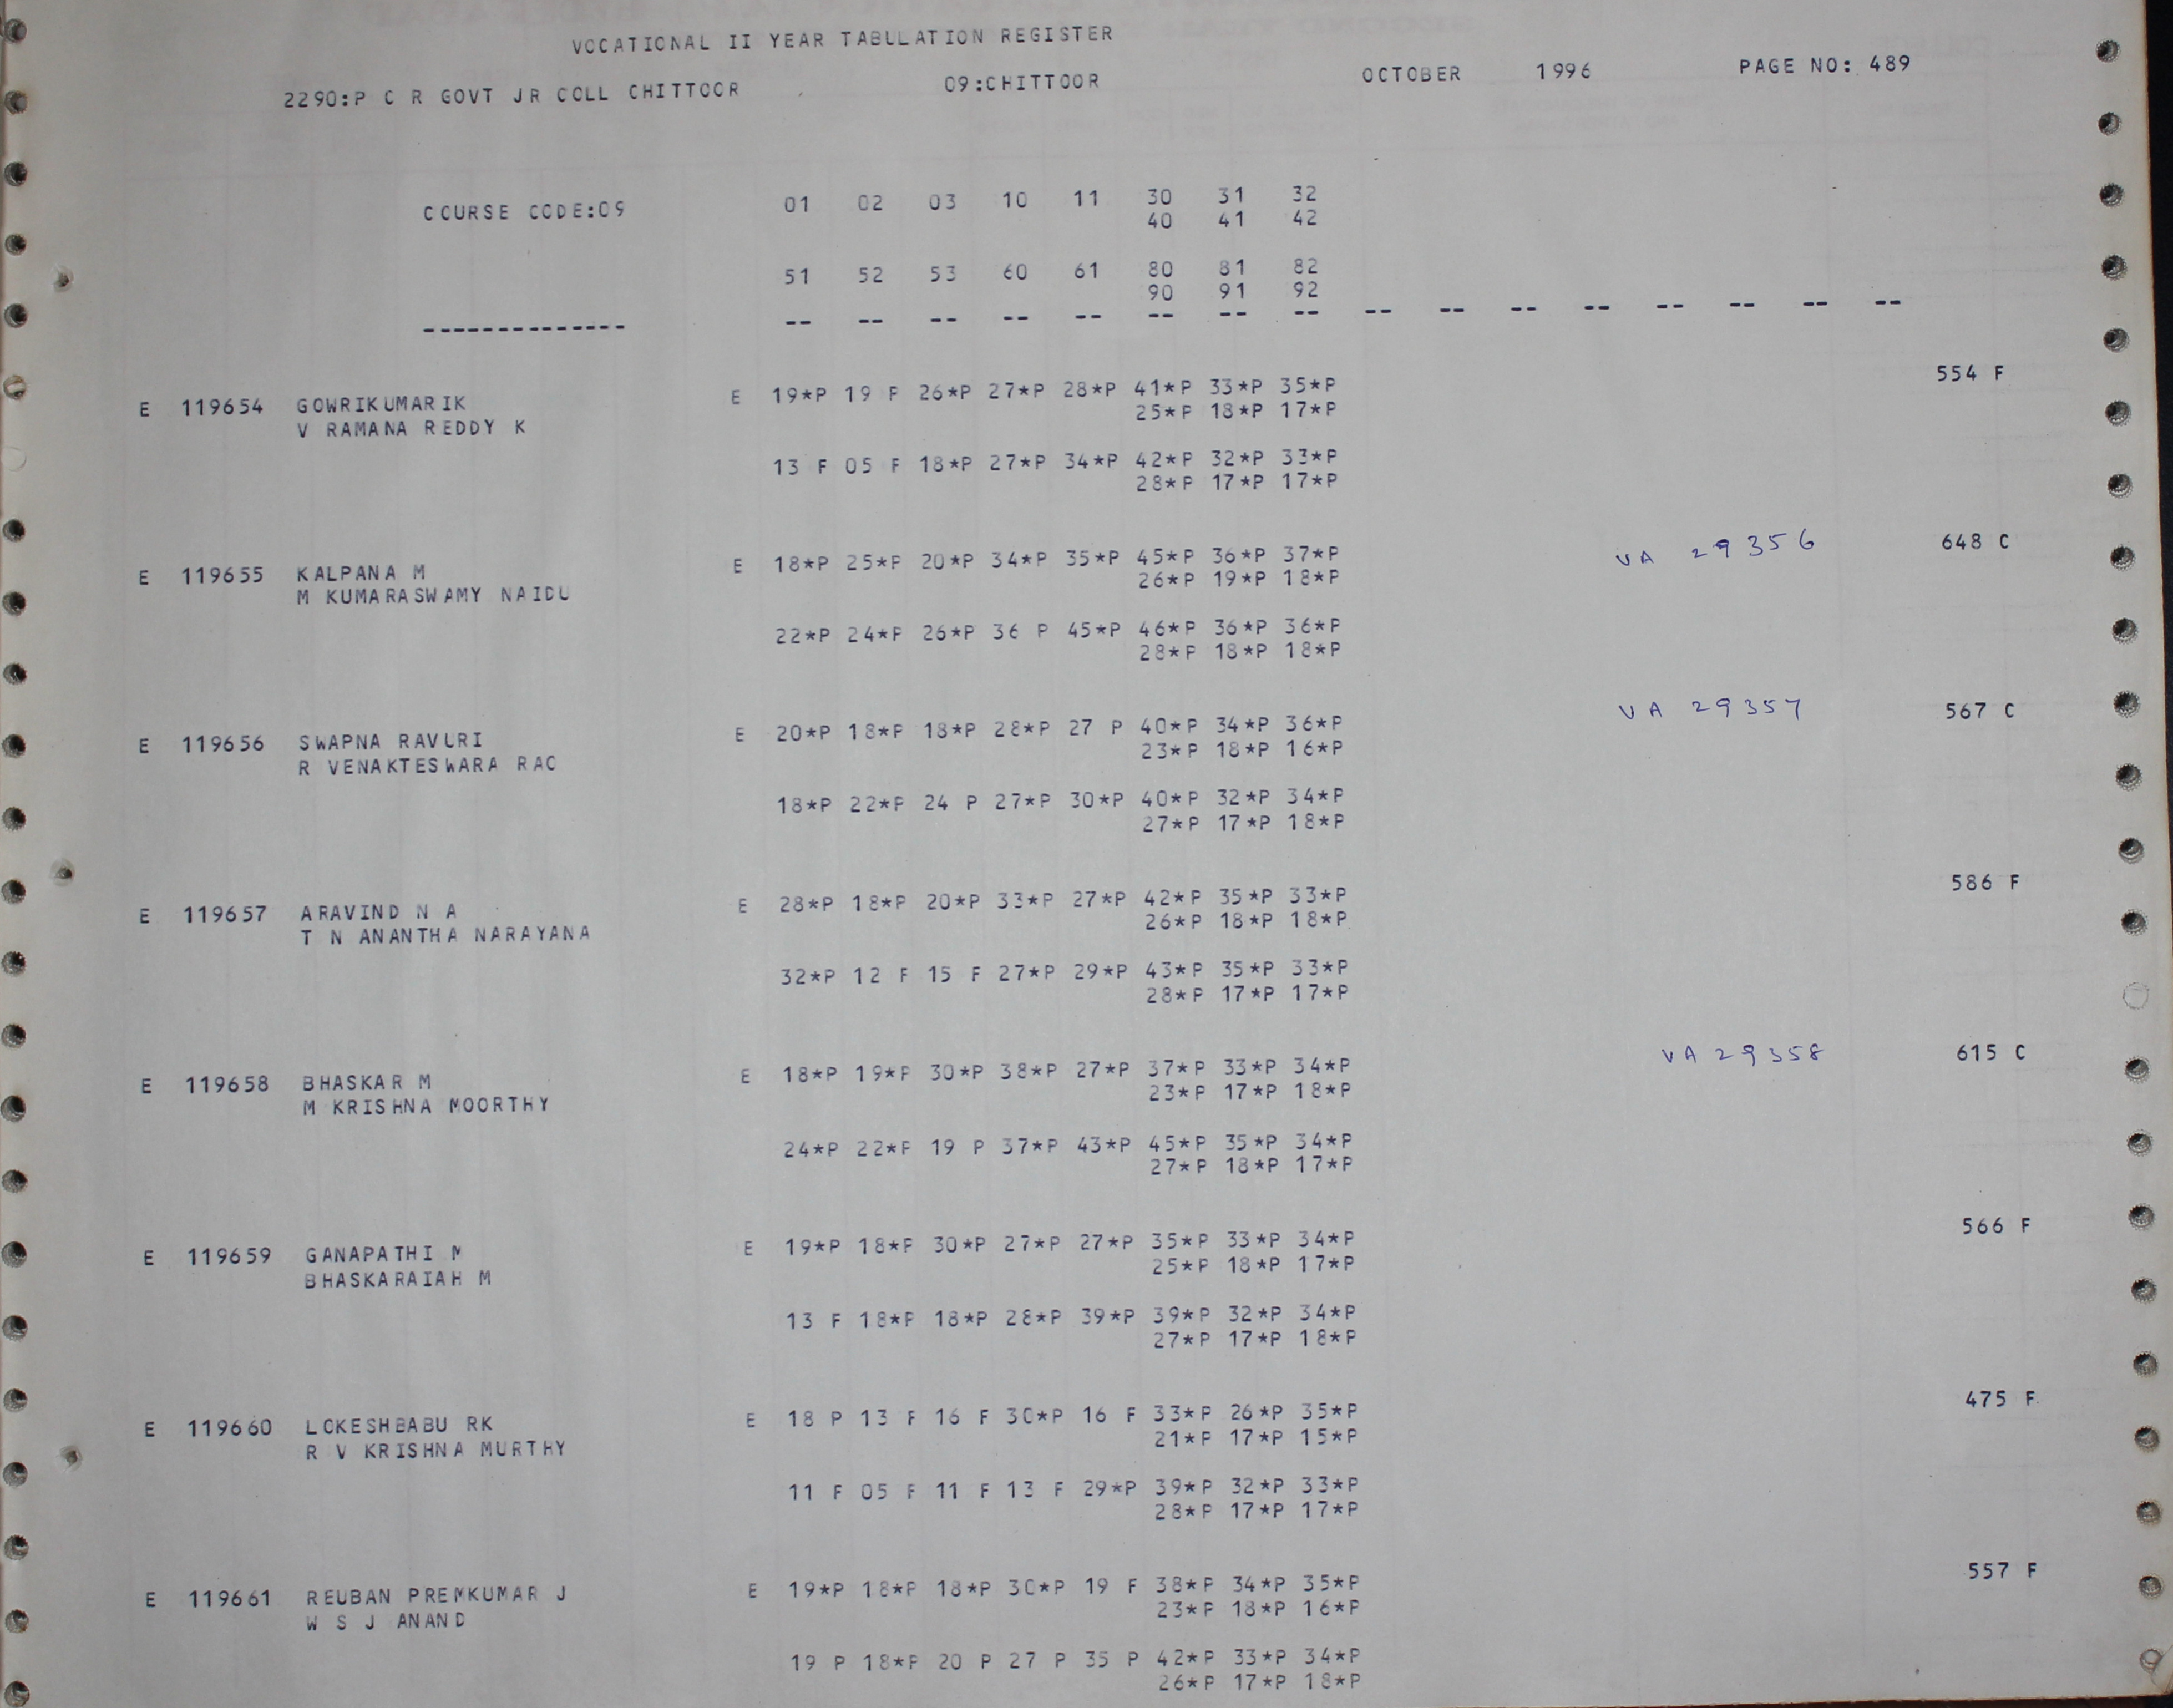 VOCATIONAL II YEAR TABULATION REGISTER
2290:P C R GOVT JR COLL CHITTOOR 09:CHITTOOR OCTOBER 1996 PAGE NO: 489
COURSE CODE:09 01 02 03 10 11 30 31 32
40 41 42
51 52 53 60 61 80 81 82
90 91 92
-------------- -- -- -- -- -- -- -- -- -- -- -- -- -- -- -- --
554 F
E 119654 GOWRIKUMARIK E 19*P 19 P 26*P 27*P 28*P 41*P 33*P 35*P
V RAMANA REDDY K 25*P 18*P 17*P
13 F 05 F 18*P 27*P 34*P 42*P 32*P 33*P
28*P 17*P 17*P
VA 29356 648 C
E 119655 KALPANA M E 18*P 25*P 20*P 34*P 35*P 45*P 36*P 37*P
M KUMARASWAMY NAIDU 26*P 19*P 18*P
22*P 24*P 26*P 36 P 45*P 46*P 36*P 36*P
28*P 18*P 18*P
VA 29357 567 C
E 119656 SWAPNA RAVURI E 20*P 18*P 18*P 28*P 27 P 40*P 34*P 36*P
R VENAKTESWARA RAO 23*P 18*P 16*P
18*P 22*P 24 P 27*P 30*P 40*P 32*P 34*P
27*P 17*P 18*P
586 F
E 119657 ARAVIND N A E 28*P 18*P 20*P 33*P 27*P 42*P 35*P 33*P
T N ANANTHA NARAYANA 26*P 18*P 18*P
32*P 12 F 15 F 27*P 29*P 43*P 35*P 33*P
28*P 17*P 17*P
VA 29358 615 C
E 119658 BHASKAR M E 18*P 19*P 30*P 38*P 27*P 37*P 33*P 34*P
M KRISHNA MOORTHY 23*P 17*P 18*P
24*P 22*P 19 P 37*P 43*P 45*P 35*P 34*P
27*P 18*P 17*P
566 F
E 119659 GANAPATHI M E 19*P 18*P 30*P 27*P 27*P 35*P 33*P 34*P
BHASKARAIAH M 25*P 18*P 17*P
13 F 18*P 18*P 28*P 39*P 39*P 32*P 34*P
27*P 17*P 18*P
475 F
E 119660 LOKESHBABU RK E 18 P 13 F 16 F 30*P 16 F 33*P 26*P 35*P
R V KRISHNA MURTHY 21*P 17*P 15*P
11 F 05 F 11 F 13 F 29*P 39*P 32*P 33*P
28*P 17*P 17*P
557 F
E 119661 REUBAN PREMKUMAR J E 19*P 18*P 18*P 30*P 19 F 38*P 34*P 35*P
W S J ANAND 23*P 18*P 16*P
19 P 18*P 20 P 27 P 35 P 42*P 33*P 34*P
26*P 17*P 18*P